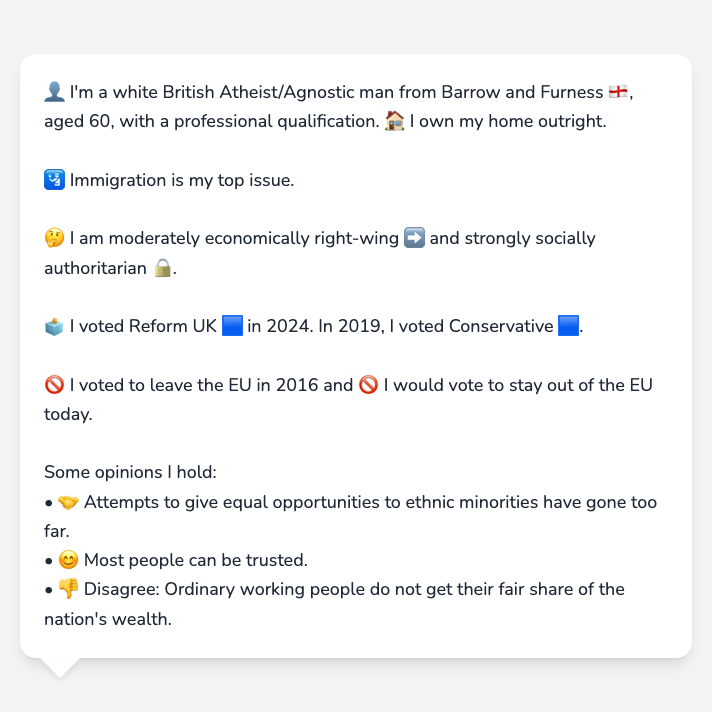 👤 I'm a white British Atheist/Agnostic man from Barrow and Furness 🏴󠁧󠁢󠁥󠁮󠁧󠁿,
aged 60, with a professional qualification. 🏠 I own my home outright.
🛂 Immigration is my top issue.
🤔 I am moderately economically right-wing ➡️ and strongly socially
authoritarian 🔒.
🗳️ I voted Reform UK 🟦 in 2024. In 2019, I voted Conservative 🟦.
🚫 I voted to leave the EU in 2016 and 🚫 I would vote to stay out of the EU
today.
Some opinions I hold:
• 🤝 Attempts to give equal opportunities to ethnic minorities have gone too
far.
• 😊 Most people can be trusted.
• 👎 Disagree: Ordinary working people do not get their fair share of the
nation's wealth.